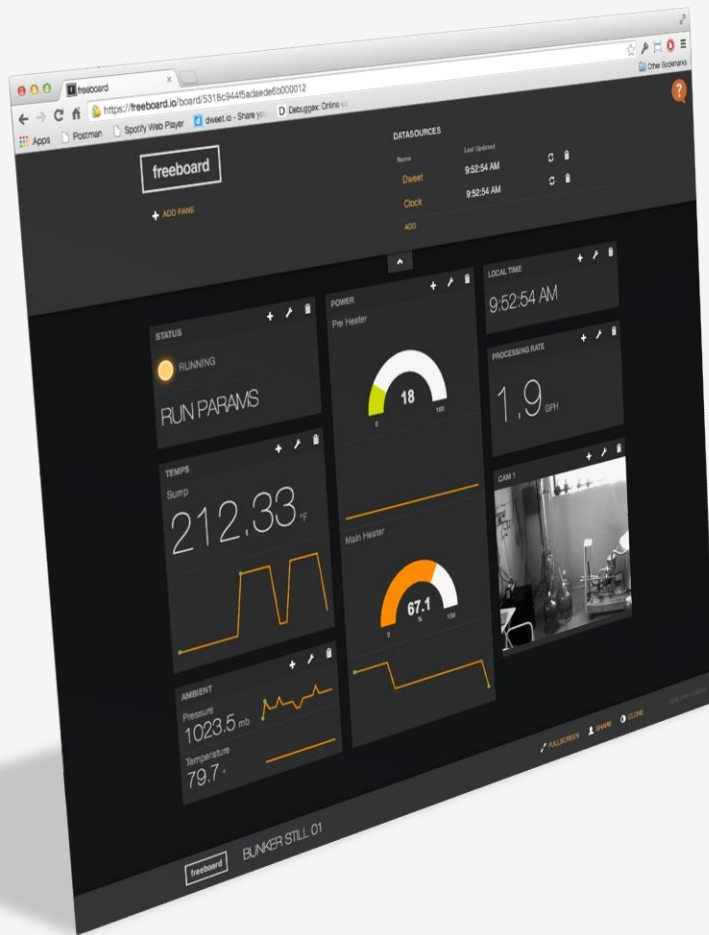 freeboard
https://freeboard.io/board/5318c944f5adaede6b000012
Apps Postman Spotify Web Player dweet.io - Share you Debuggex: Online Other Bookmarks
freeboard
+ ADD PANE
DATASOURCES
Name Last Updated
Dweet 9:52:54 AM
Clock 9:52:54 AM
ADD
?
STATUS
RUNNING
RUN PARAMS
TEMPS
Sump
212.33 °F
AMBIENT
Pressure
1023.5 mb
Temperature
79.7 °
POWER
Pre Heater
18
0 100
Main Heater
67.1
%
0 100
LOCAL TIME
9:52:54 AM
PROCESSING RATE
1.9 GPH
CAM 1
FULLSCREEN SHARE CLONE
freeboard BUNKER STILL 01